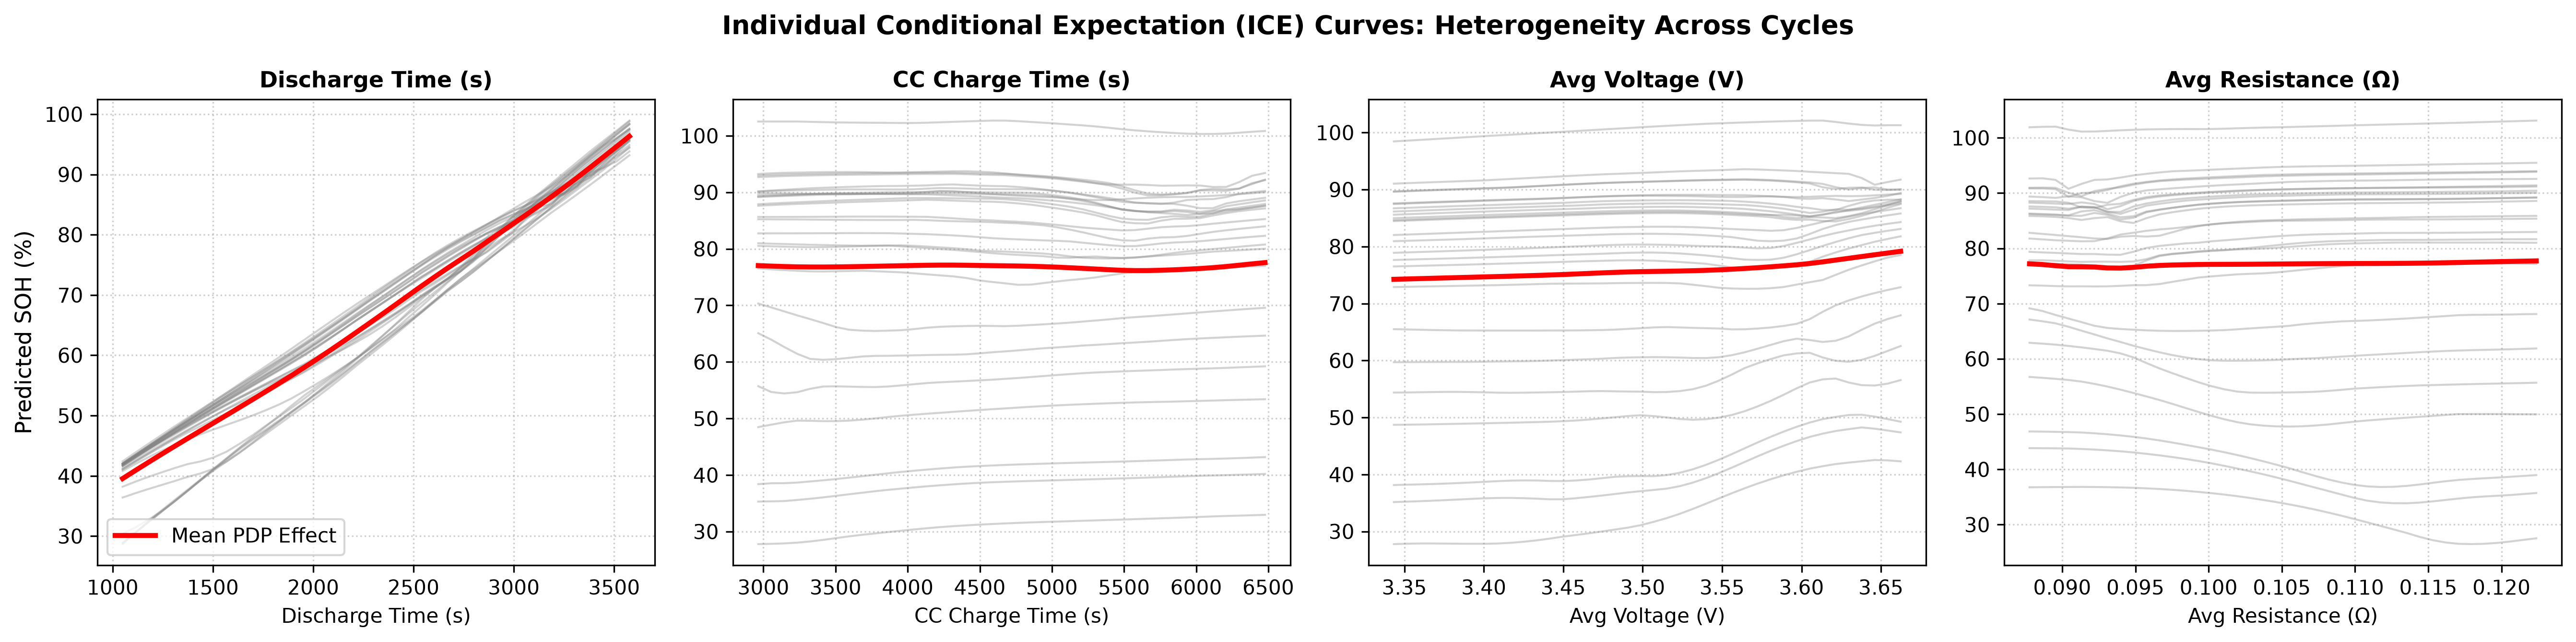 Individual Conditional Expectation (ICE) Curves: Heterogeneity Across Cycles
Discharge Time (s)
Predicted SOH (%)
100
90
80
70
60
50
40
30
Mean PDP Effect
1000 1500 2000 2500 3000 3500
Discharge Time (s)
CC Charge Time (s)
100
90
80
70
60
50
40
30
3000 3500 4000 4500 5000 5500 6000 6500
CC Charge Time (s)
Avg Voltage (V)
100
90
80
70
60
50
40
30
3.35 3.40 3.45 3.50 3.55 3.60 3.65
Avg Voltage (V)
Avg Resistance (Ω)
100
90
80
70
60
50
40
30
0.090 0.095 0.100 0.105 0.110 0.115 0.120
Avg Resistance (Ω)